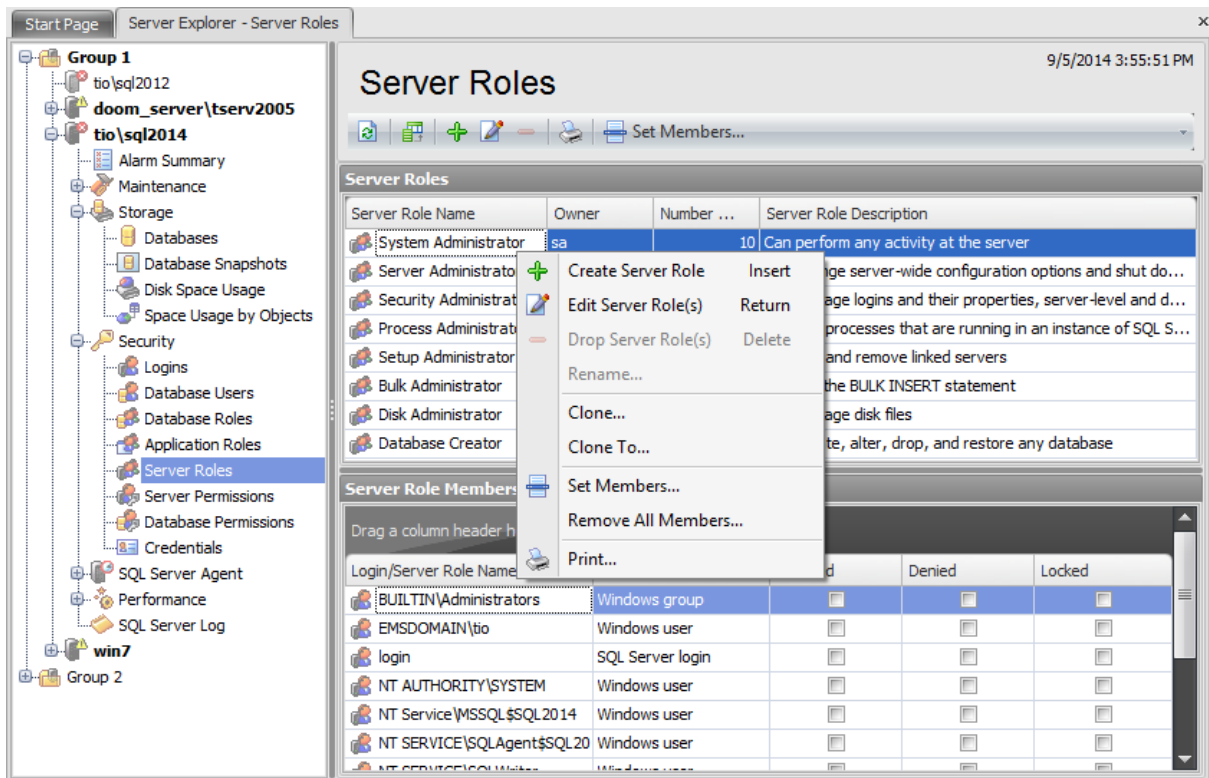 Start Page
Server Explorer - Server Roles
Group 1
tio\sql2012
doom_server\tserv2005
tio\sql2014
Alarm Summary
Maintenance
Storage
Databases
Database Snapshots
Disk Space Usage
Space Usage by Objects
Security
Logins
Database Users
Database Roles
Application Roles
Server Roles
Server Permissions
Database Permissions
Credentials
SQL Server Agent
Performance
SQL Server Log
win7
Group 2
9/5/2014 3:55:51 PM
Server Roles
Set Members...
Server Roles
Server Role Name Owner Number ... Server Role Description
System Administrator sa 10 Can perform any activity at the server
Server Administrato nge server-wide configuration options and shut do...
Security Administrat age logins and their properties, server-level and d...
Process Administrat processes that are running in an instance of SQL S...
Setup Administrator and remove linked servers
Bulk Administrator the BULK INSERT statement
Disk Administrator age disk files
Database Creator te, alter, drop, and restore any database
Create Server Role Insert
Edit Server Role(s) Return
Drop Server Role(s) Delete
Rename...
Clone...
Clone To...
Set Members...
Remove All Members...
Print...
Server Role Members
Drag a column header h
Login/Server Role Name d Denied Locked
BUILTIN\Administrators Windows group
EMSDOMAIN\tio Windows user
login SQL Server login
NT AUTHORITY\SYSTEM Windows user
NT Service\MSSQL$SQL2014 Windows user
NT SERVICE\SQLAgent$SQL20 Windows user
NT SERVICE\SQLWriter Windows user